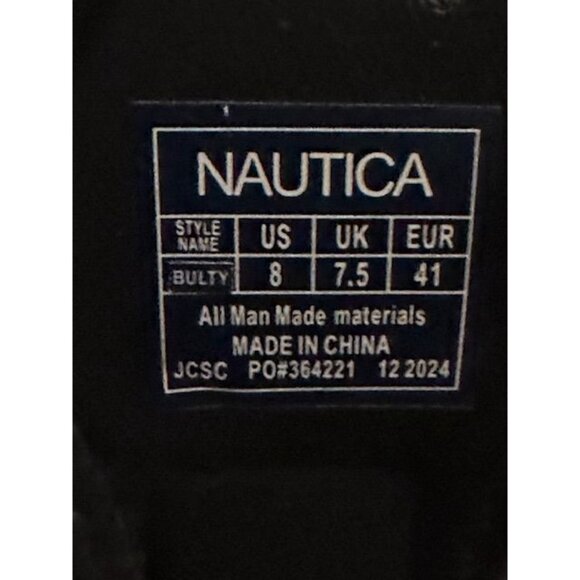 NAUTICA
STYLE NAME US UK EUR
BULTY 8 7.5 41
All Man Made materials
MADE IN CHINA
JCSC PO#364221 12 2024